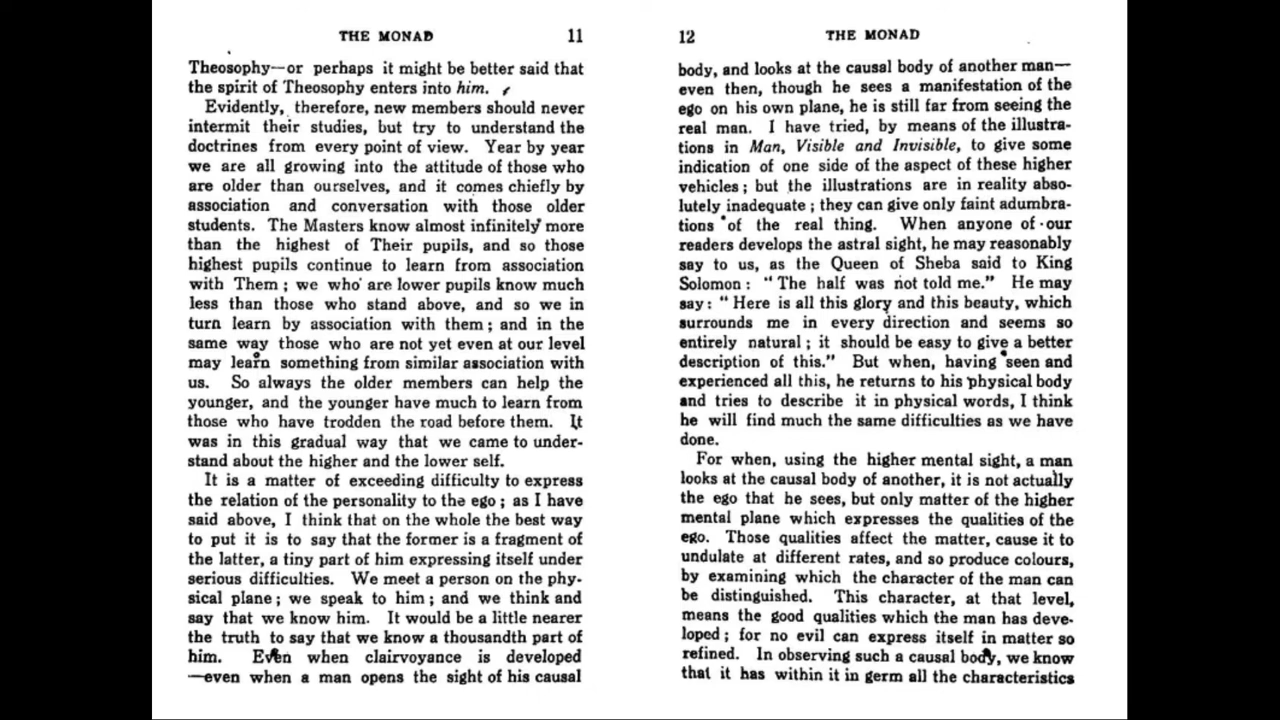 THE MONAD 11
Theosophy—or perhaps it might be better said that
the spirit of Theosophy enters into him.
Evidently, therefore, new members should never
intermit their studies, but try to understand the
doctrines from every point of view. Year by year
we are all growing into the attitude of those who
are older than ourselves, and it comes chiefly by
association and conversation with those older
students. The Masters know almost infinitely more
than the highest of Their pupils, and so those
highest pupils continue to learn from association
with Them; we who are lower pupils know much
less than those who stand above, and so we in
turn learn by association with them; and in the
same way those who are not yet even at our level
may learn something from similar association with
us. So always the older members can help the
younger, and the younger have much to learn from
those who have trodden the road before them. It
was in this gradual way that we came to under-
stand about the higher and the lower self.
It is a matter of exceeding difficulty to express
the relation of the personality to the ego; as I have
said above, I think that on the whole the best way
to put it is to say that the former is a fragment of
the latter, a tiny part of him expressing itself under
serious difficulties. We meet a person on the phy-
sical plane; we speak to him; and we think and
say that we know him. It would be a little nearer
the truth to say that we know a thousandth part of
him. Even when clairvoyance is developed
—even when a man opens the sight of his causal
12 THE MONAD
body, and looks at the causal body of another man—
even then, though he sees a manifestation of the
ego on his own plane, he is still far from seeing the
real man. I have tried, by means of the illustra-
tions in Man, Visible and Invisible, to give some
indication of one side of the aspect of these higher
vehicles; but the illustrations are in reality abso-
lutely inadequate; they can give only faint adumbra-
tions of the real thing. When anyone of our
readers develops the astral sight, he may reasonably
say to us, as the Queen of Sheba said to King
Solomon: "The half was not told me." He may
say: "Here is all this glory and this beauty, which
surrounds me in every direction and seems so
entirely natural; it should be easy to give a better
description of this." But when, having seen and
experienced all this, he returns to his physical body
and tries to describe it in physical words, I think
he will find much the same difficulties as we have
done.
For when, using the higher mental sight, a man
looks at the causal body of another, it is not actually
the ego that he sees, but only matter of the higher
mental plane which expresses the qualities of the
ego. Those qualities affect the matter, cause it to
undulate at different rates, and so produce colours,
by examining which the character of the man can
be distinguished. This character, at that level,
means the good qualities which the man has deve-
loped; for no evil can express itself in matter so
refined. In observing such a causal body, we know
that it has within it in germ all the characteristics